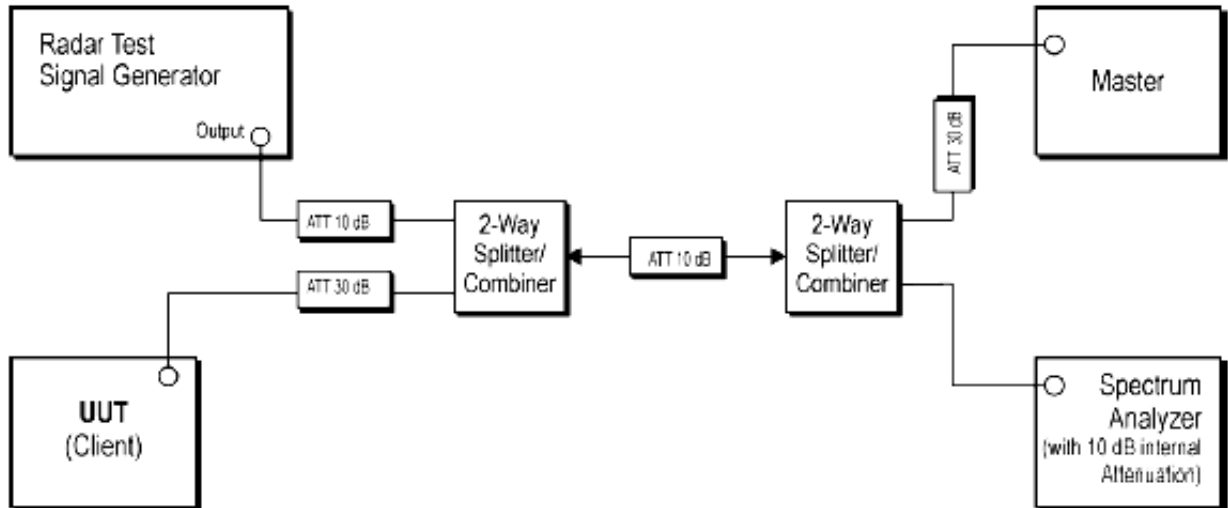 Radar Test
Signal Generator
Output
ATT 10 dB
ATT 30 dB
2-Way
Splitter/
Combiner
ATT 10 dB
2-Way
Splitter/
Combiner
ATT 30 dB
Master
UUT
(Client)
Spectrum
Analyzer
(with 10 dB internal
Attenuation)